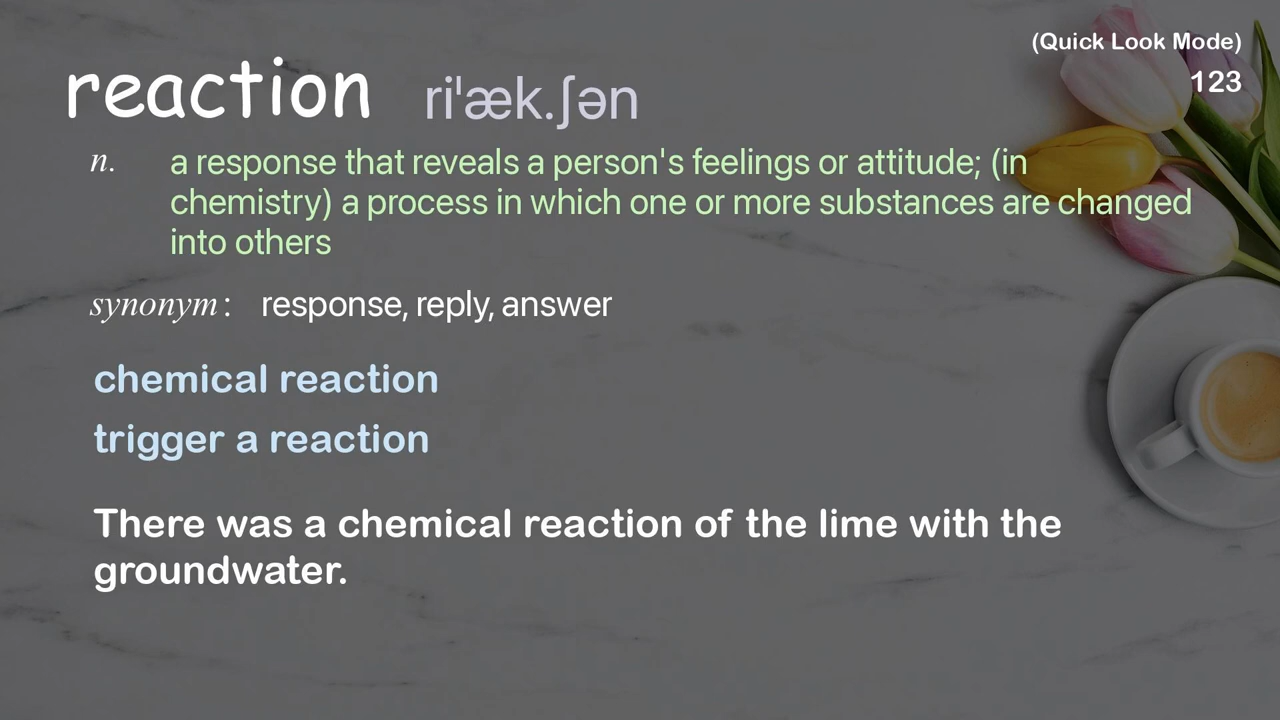 (Quick Look Mode)
123
reaction riˈæk.ʃən
n. a response that reveals a person's feelings or attitude; (in
chemistry) a process in which one or more substances are changed
into others
synonym: response, reply, answer
chemical reaction
trigger a reaction
There was a chemical reaction of the lime with the
groundwater.